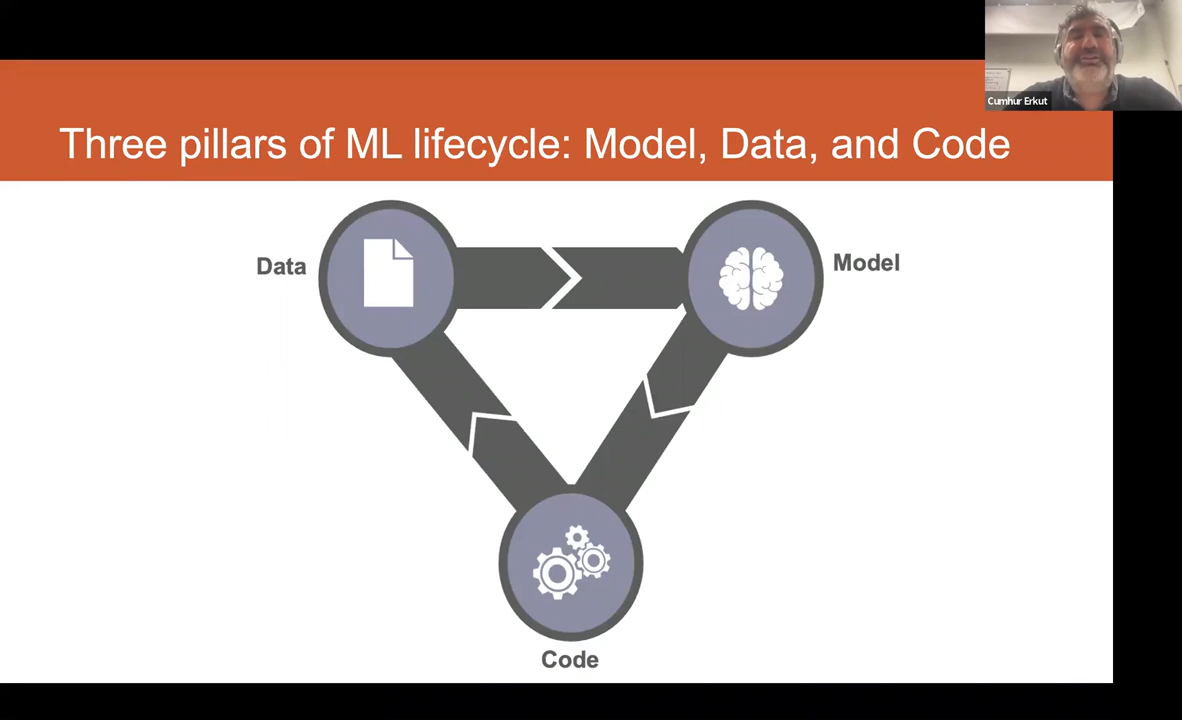 Cumhur Erkut
Three pillars of ML lifecycle: Model, Data, and Code
Data
Model
Code